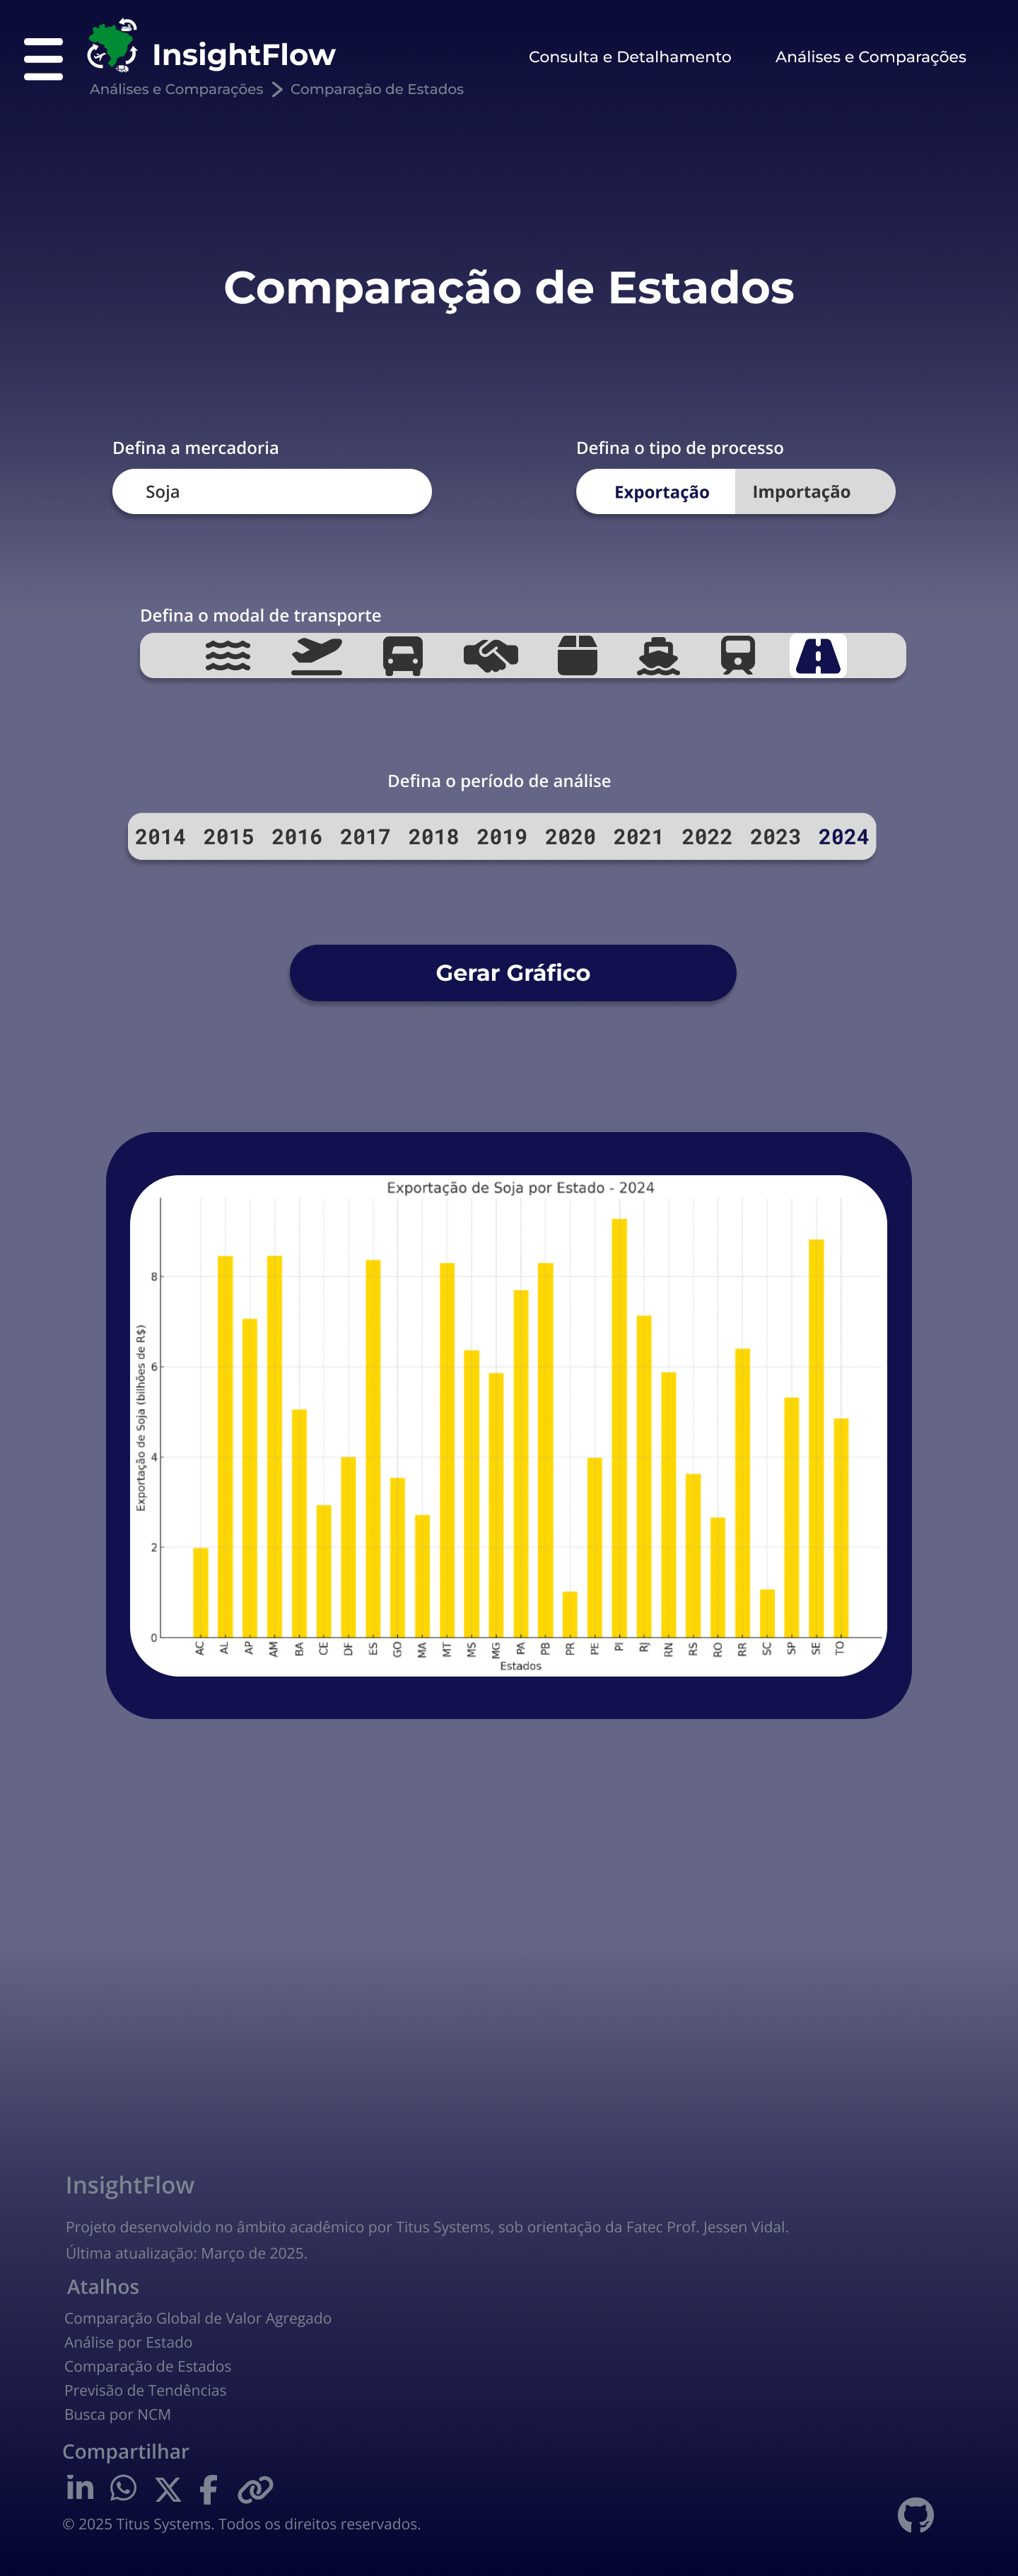 InsightFlow
Consulta e Detalhamento
Análises e Comparações
Análises e Comparações
Comparação de Estados
Comparação de Estados
Defina a mercadoria
Defina o tipo de processo
Soja
Exportação
Importação
Defina o modal de transporte
Defina o período de análise
2014 2015 2016 2017 2018 2019 2020 2021 2022 2023 2024
Gerar Gráfico
Exportação de Soja por Estado - 2024
Exportação de Soja (bilhões de R$)
8
6
4
2
0
AC AL AP AM BA CE DF ES GO MA MT MS MG PA PB PR PE PI RJ RN RS RO RR SC SP SE TO
Estados
InsightFlow
Projeto desenvolvido no âmbito acadêmico por Titus Systems, sob orientação da Fatec Prof. Jessen Vidal.
Última atualização: Março de 2025.
Atalhos
Comparação Global de Valor Agregado
Análise por Estado
Comparação de Estados
Previsão de Tendências
Busca por NCM
Compartilhar
© 2025 Titus Systems. Todos os direitos reservados.